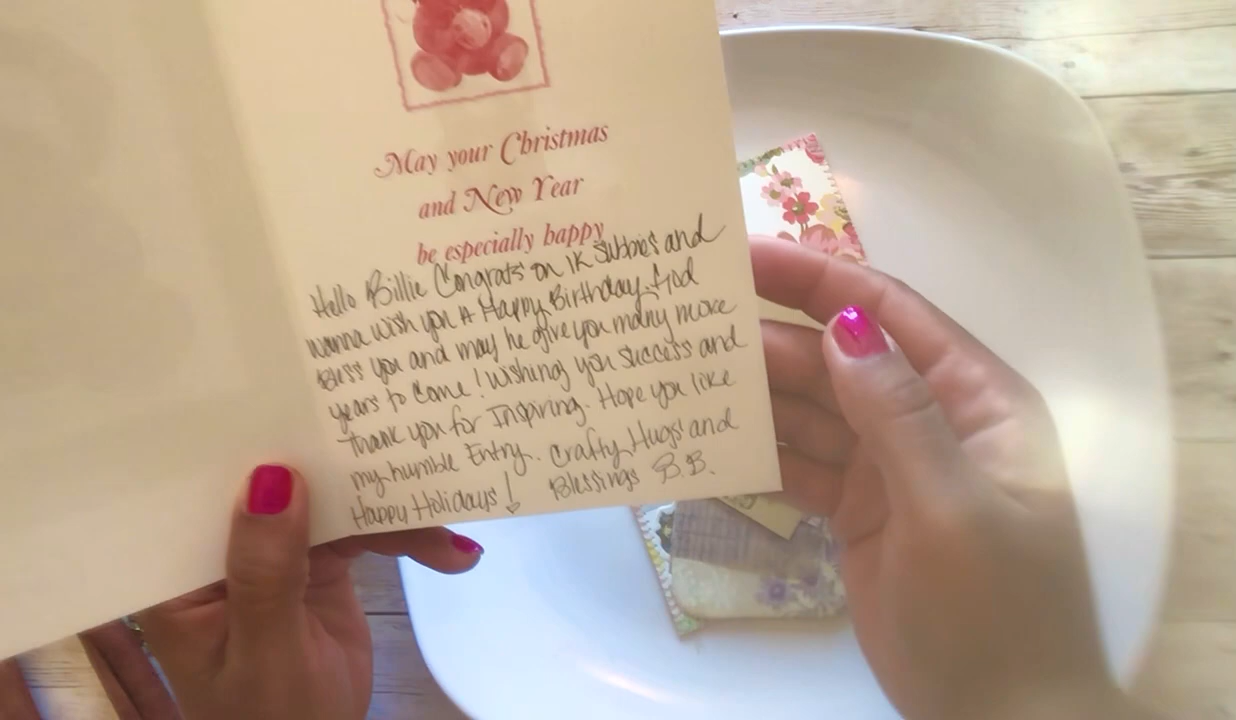 May your Christmas
and New Year
be especially happy
Hello Billie Congrats on 1K Subbies and
wanna wish you A Happy Birthday. God
Bless you and may he give you many more
years to come! Wishing you success and
thank you for Inspiring. Hope you like
my humble Entry. Crafty Hugs and
Happy Holidays! Blessings B.B.